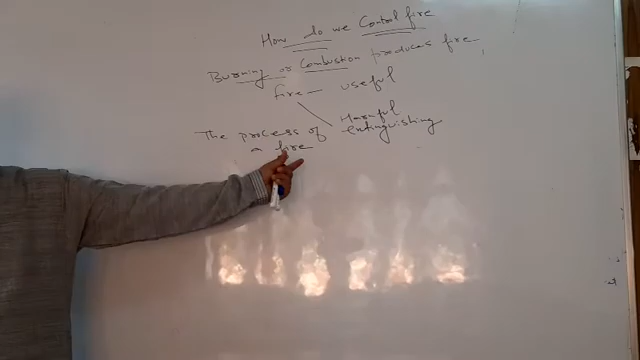 How do we Control fire
Burning or Combustion produces fire
fire — useful
Harmful
The process of extinguishing
a fire